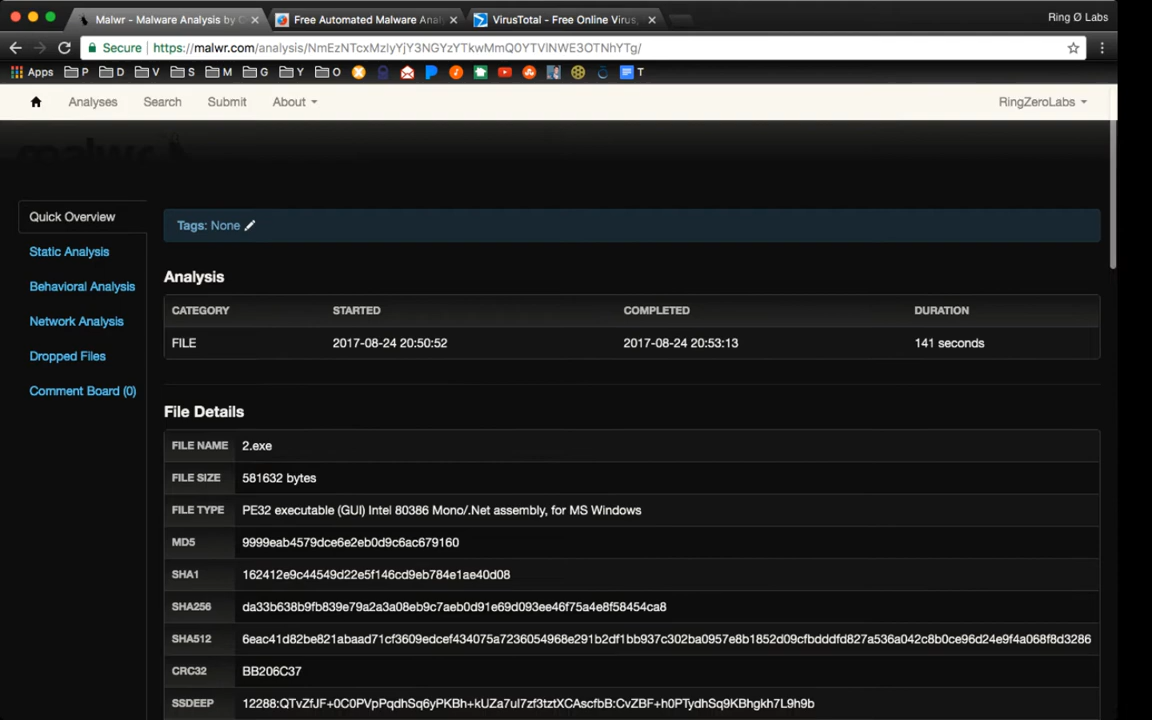 Malwr - Malware Analysis by C
Free Automated Malware Anal
VirusTotal - Free Online Virus,
Ring Ø Labs
Secure
https://malwr.com/analysis/NmEzNTcxMzIyYjY3NGYzYTkwMmQ0YTVlNWE3OTNhYTg/
Apps P D V S M G Y O T
Analyses Search Submit About RingZeroLabs
malwr
Quick Overview
Static Analysis
Behavioral Analysis
Network Analysis
Dropped Files
Comment Board (0)
Tags: None
Analysis
CATEGORY STARTED COMPLETED DURATION
FILE 2017-08-24 20:50:52 2017-08-24 20:53:13 141 seconds
File Details
FILE NAME 2.exe
FILE SIZE 581632 bytes
FILE TYPE PE32 executable (GUI) Intel 80386 Mono/.Net assembly, for MS Windows
MD5 9999eab4579dce6e2eb0d9c6ac679160
SHA1 162412e9c44549d22e5f146cd9eb784e1ae40d08
SHA256 da33b638b9fb839e79a2a3a08eb9c7aeb0d91e69d093ee46f75a4e8f58454ca8
SHA512 6eac41d82be821abaad71cf3609edcef434075a7236054968e291b2df1bb937c302ba0957e8b1852d09cfbdddfd827a536a042c8b0ce96d24e9f4a068f8d3286
CRC32 BB206C37
SSDEEP 12288:QTvZfJF+0C0PVpPqdhSq6yPKBh+kUZa7ul7zf3tztXCAscfbB:CvZBF+h0PTydhSq9KBhgkh7L9h9b